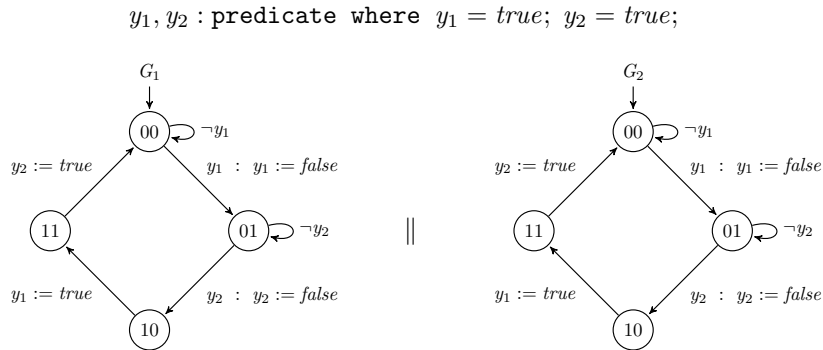 y₁, y₂ : predicate where y₁ = true; y₂ = true;
G₁ G₂
00 ¬y₁ 00 ¬y₁
y₂ := true y₁ : y₁ := false y₂ := true y₁ : y₁ := false
11 01 ¬y₂ ‖ 11 01 ¬y₂
y₁ := true y₂ : y₂ := false y₁ := true y₂ : y₂ := false
10 10